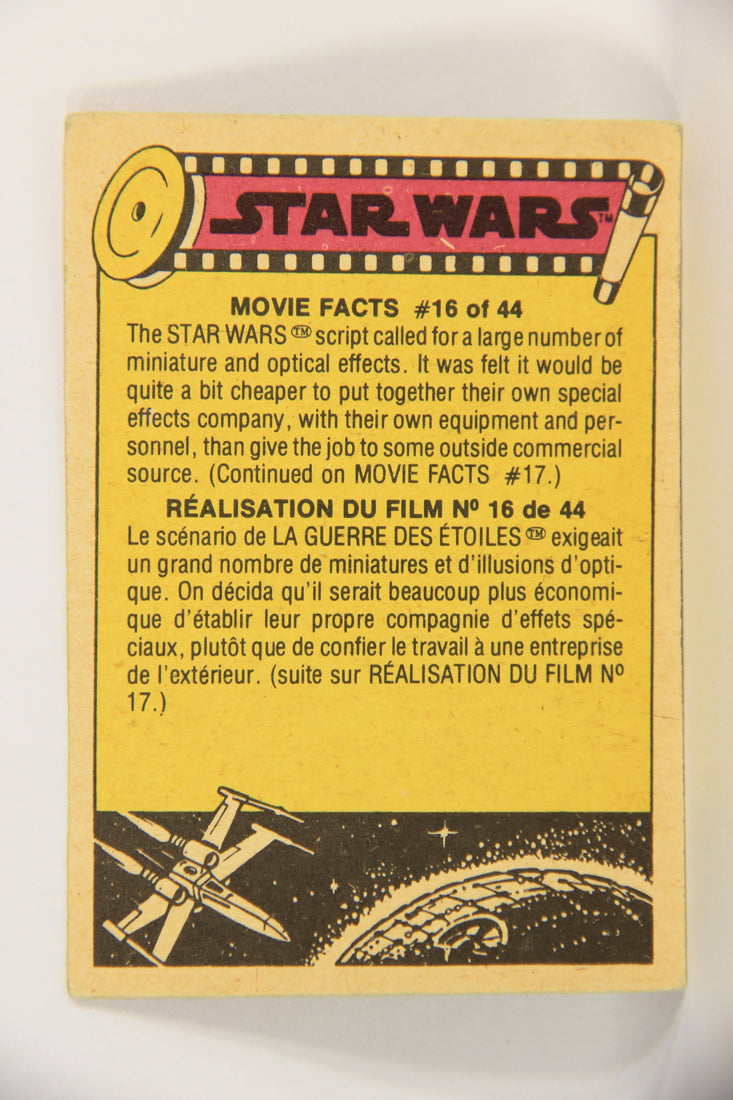 STAR WARS™
MOVIE FACTS #16 of 44
The STAR WARS ™ script called for a large number of
miniature and optical effects. It was felt it would be
quite a bit cheaper to put together their own special
effects company, with their own equipment and per-
sonnel, than give the job to some outside commercial
source. (Continued on MOVIE FACTS #17.)
RÉALISATION DU FILM Nº 16 de 44
Le scénario de LA GUERRE DES ÉTOILES ™ exigeait
un grand nombre de miniatures et d'illusions d'opti-
que. On décida qu'il serait beaucoup plus économi-
que d'établir leur propre compagnie d'effets spé-
ciaux, plutôt que de confier le travail à une entreprise
de l'extérieur. (suite sur RÉALISATION DU FILM Nº
17.)